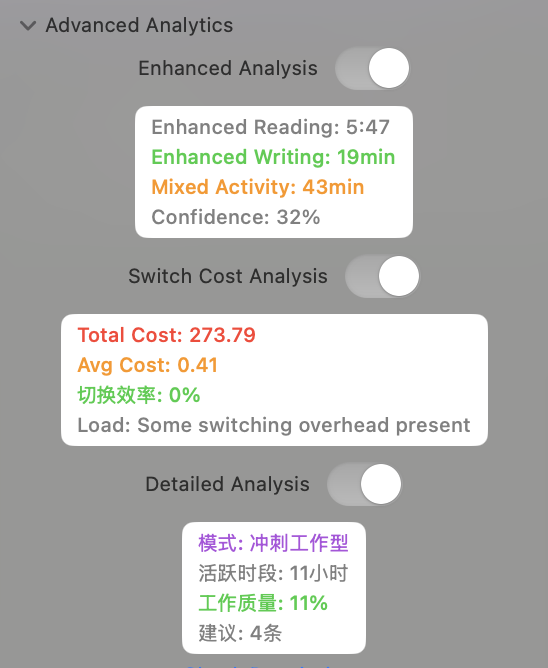 Advanced Analytics
Enhanced Analysis
Enhanced Reading: 5:47
Enhanced Writing: 19min
Mixed Activity: 43min
Confidence: 32%
Switch Cost Analysis
Total Cost: 273.79
Avg Cost: 0.41
切换效率: 0%
Load: Some switching overhead present
Detailed Analysis
模式: 冲刺工作型
活跃时段: 11小时
工作质量: 11%
建议: 4条